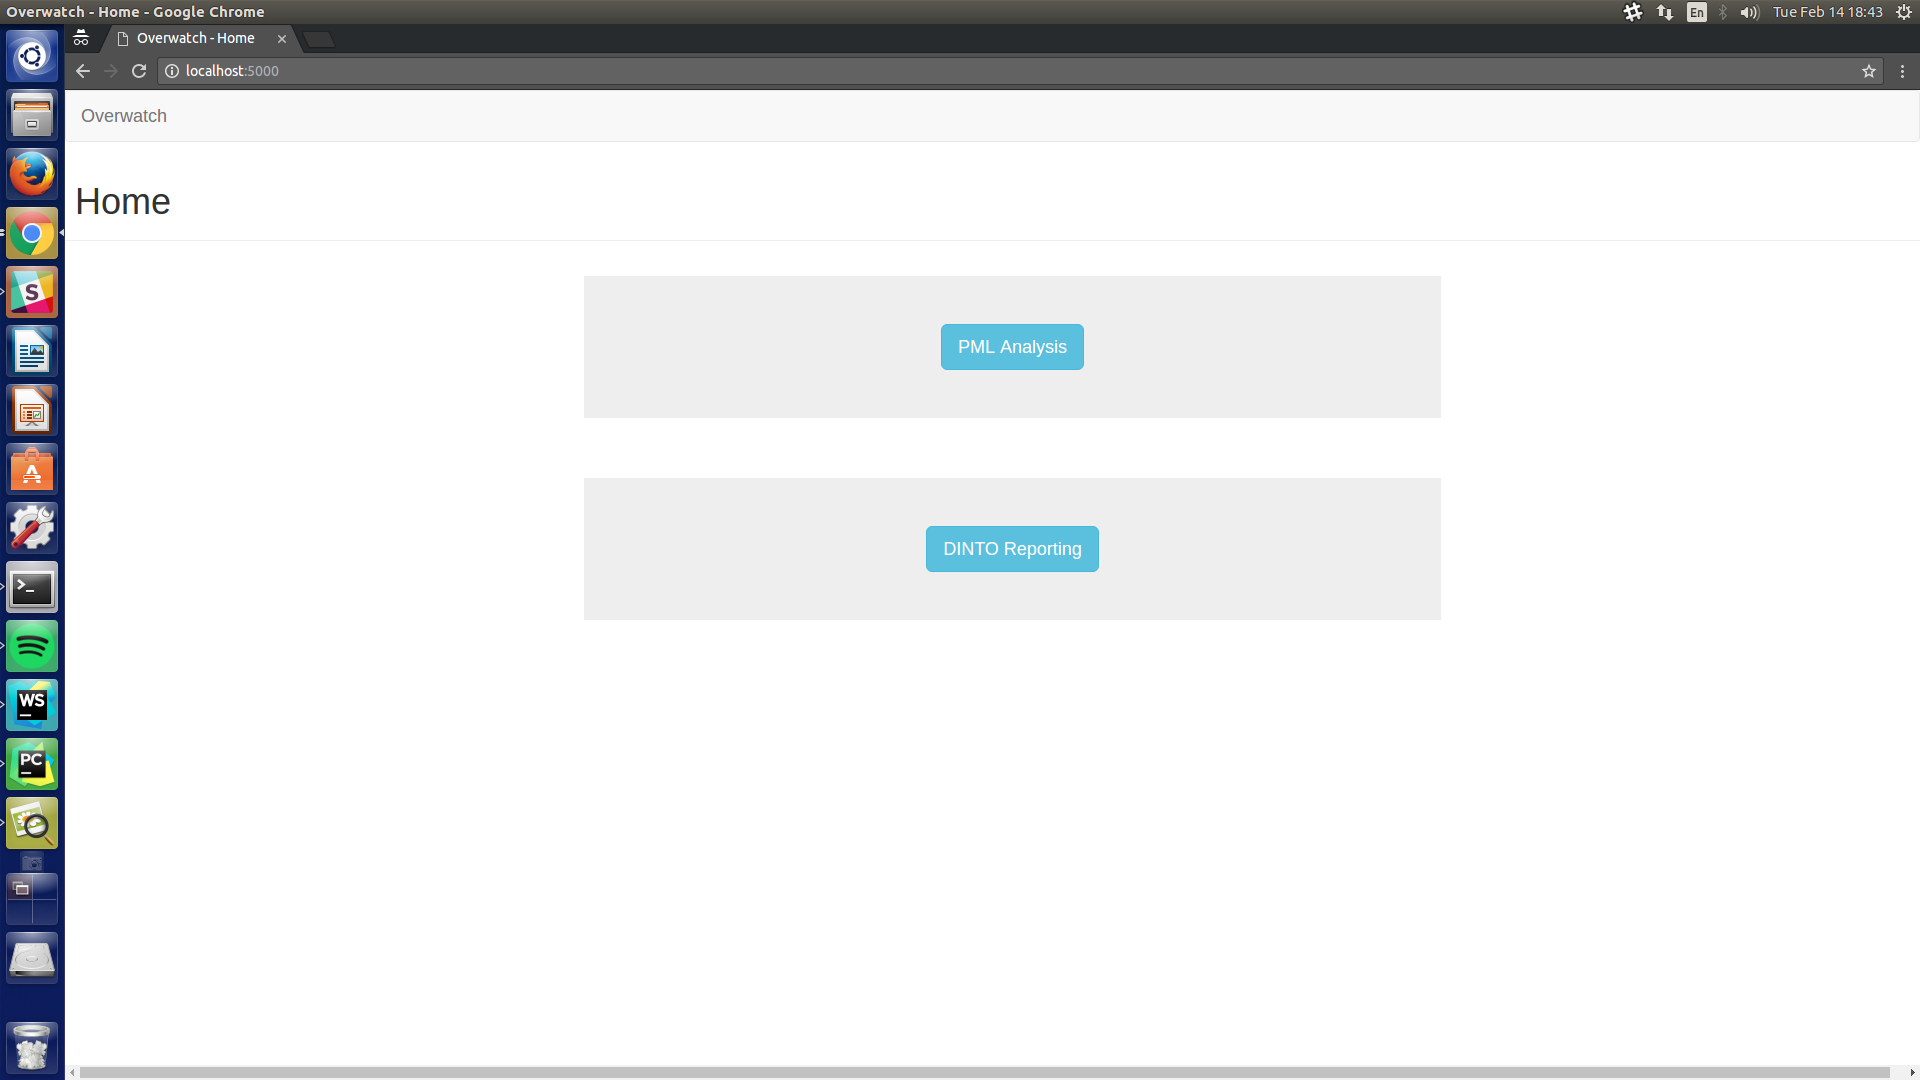 Overwatch - Home - Google Chrome
En
Tue Feb 14 18:43
Overwatch - Home
localhost:5000
Overwatch
Home
PML Analysis
DINTO Reporting
S
A
>_
WS
PC